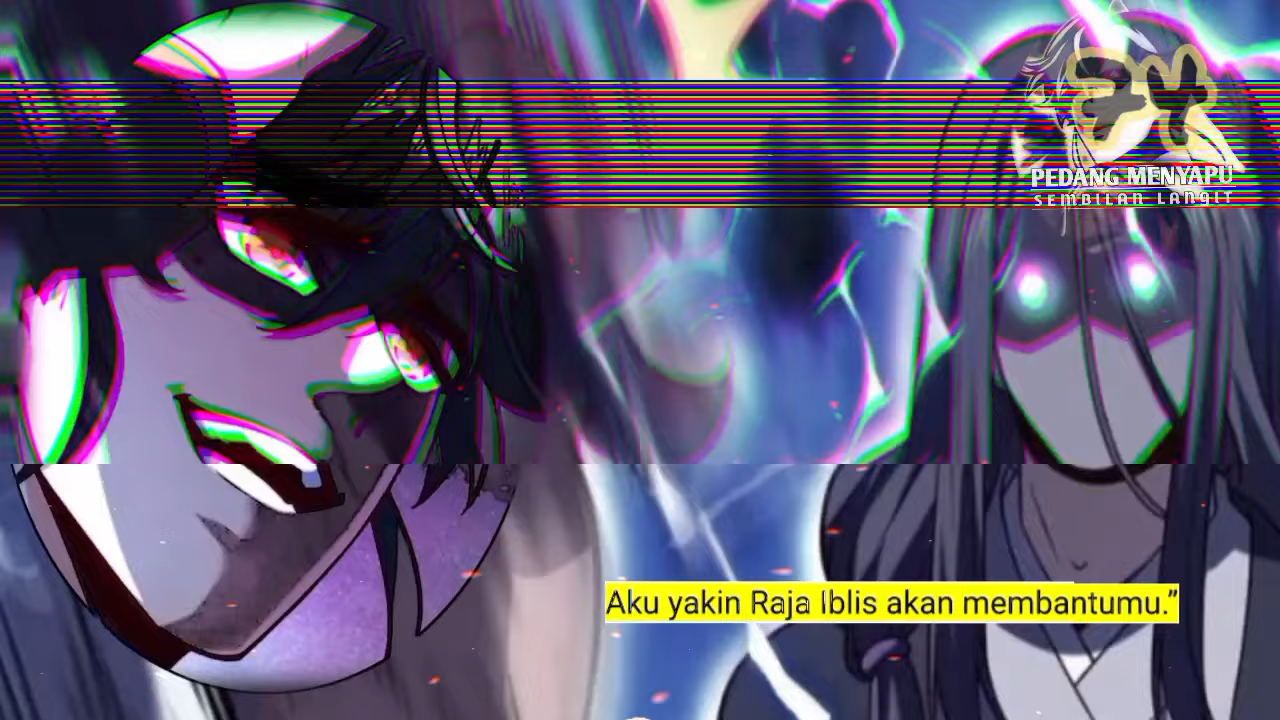 PEDANG MENYAPU
SEMBILAN LANGIT
Aku yakin Raja Iblis akan membantumu.”